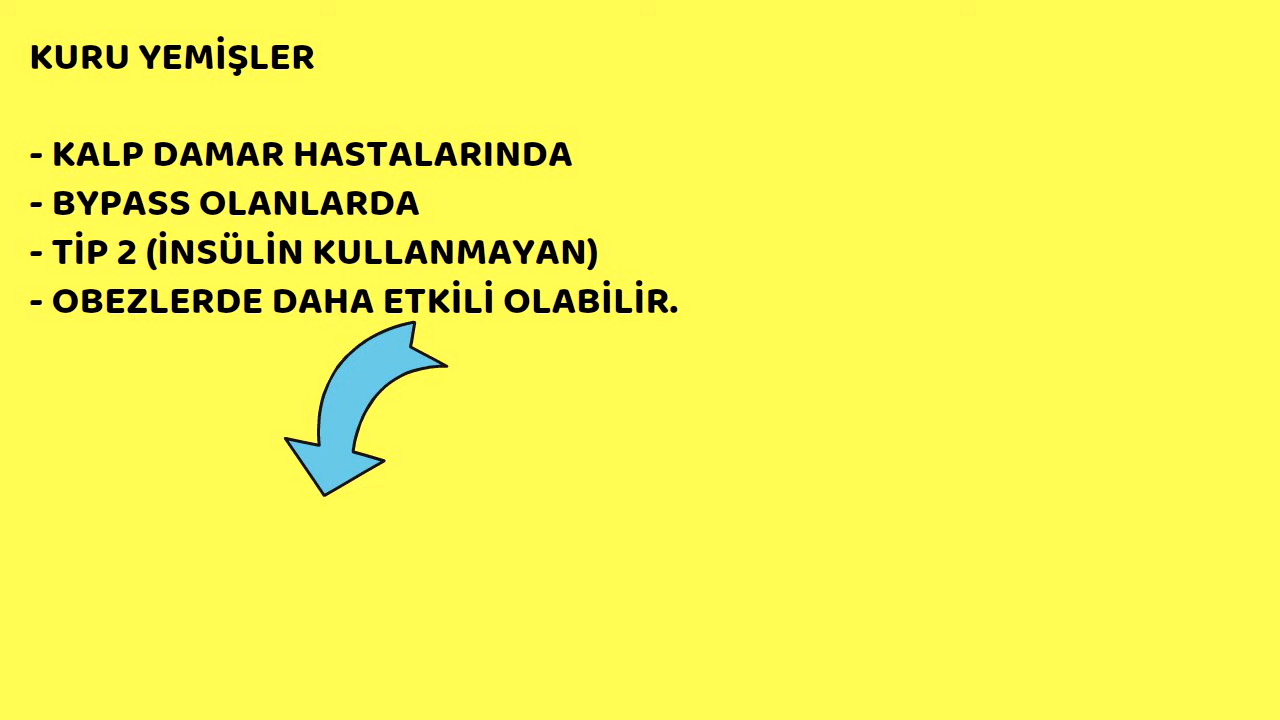 KURU YEMİŞLER
- KALP DAMAR HASTALARINDA
- BYPASS OLANLARDA
- TİP 2 (İNSÜLİN KULLANMAYAN)
- OBEZLERDE DAHA ETKİLİ OLABİLİR.